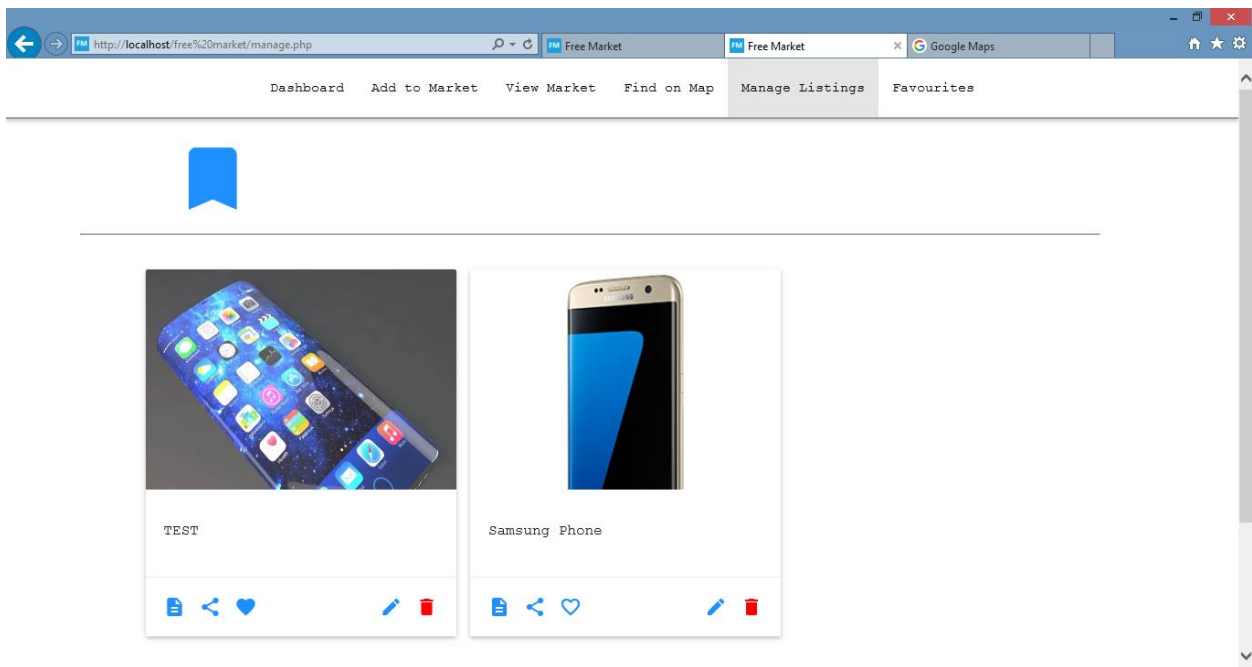 http://localhost/free%20market/manage.php
FM Free Market
FM Free Market
G Google Maps
Dashboard Add to Market View Market Find on Map Manage Listings Favourites
SAMSUNG
TEST
Samsung Phone